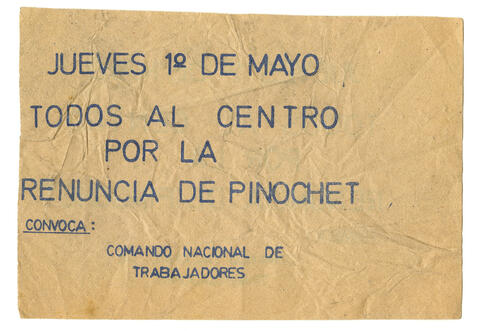 JUEVES 1º DE MAYO
TODOS AL CENTRO
POR LA
RENUNCIA DE PINOCHET
CONVOCA:
COMANDO NACIONAL DE
TRABAJADORES